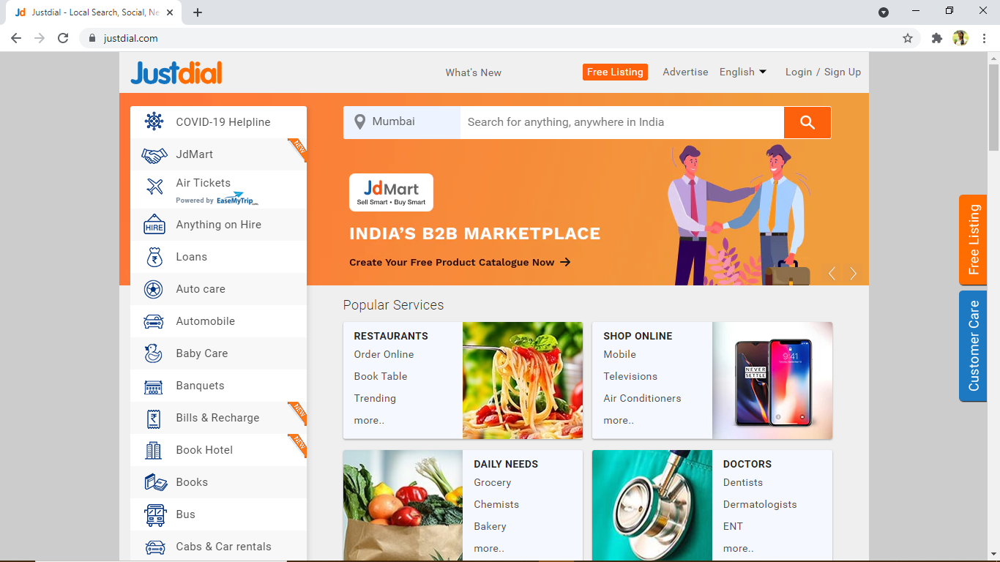 Justdial - Local Search, Social, Ne
justdial.com
Justdial
What's New
Free Listing
Advertise
English
Login / Sign Up
COVID-19 Helpline
JdMart
NEW
Air Tickets
Powered by EaseMyTrip.com
Anything on Hire
HIRE
Loans
Auto care
Automobile
Baby Care
Banquets
Bills & Recharge
NEW
Book Hotel
NEW
Books
Bus
Cabs & Car rentals
Mumbai
Search for anything, anywhere in India
JdMart
Sell Smart • Buy Smart
INDIA'S B2B MARKETPLACE
Create Your Free Product Catalogue Now →
Popular Services
RESTAURANTS
Order Online
Book Table
Trending
more..
SHOP ONLINE
Mobile
Televisions
Air Conditioners
more..
NEVER
SETTLE
9:41
DAILY NEEDS
Grocery
Chemists
Bakery
more..
DOCTORS
Dentists
Dermatologists
ENT
more..
Free Listing
Customer Care